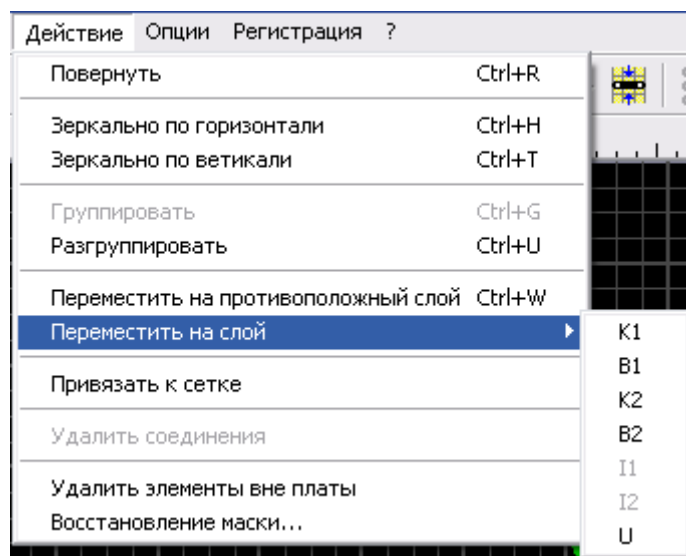 Действие Опции Регистрация ?
Повернуть Ctrl+R
Зеркально по горизонтали Ctrl+H
Зеркально по ветикали Ctrl+T
Группировать Ctrl+G
Разгруппировать Ctrl+U
Переместить на противоположный слой Ctrl+W
Переместить на слой
K1
Привязать к сетке
B1
K2
Удалить соединения
B2
I1
Удалить элементы вне платы
I2
Восстановление маски...
U